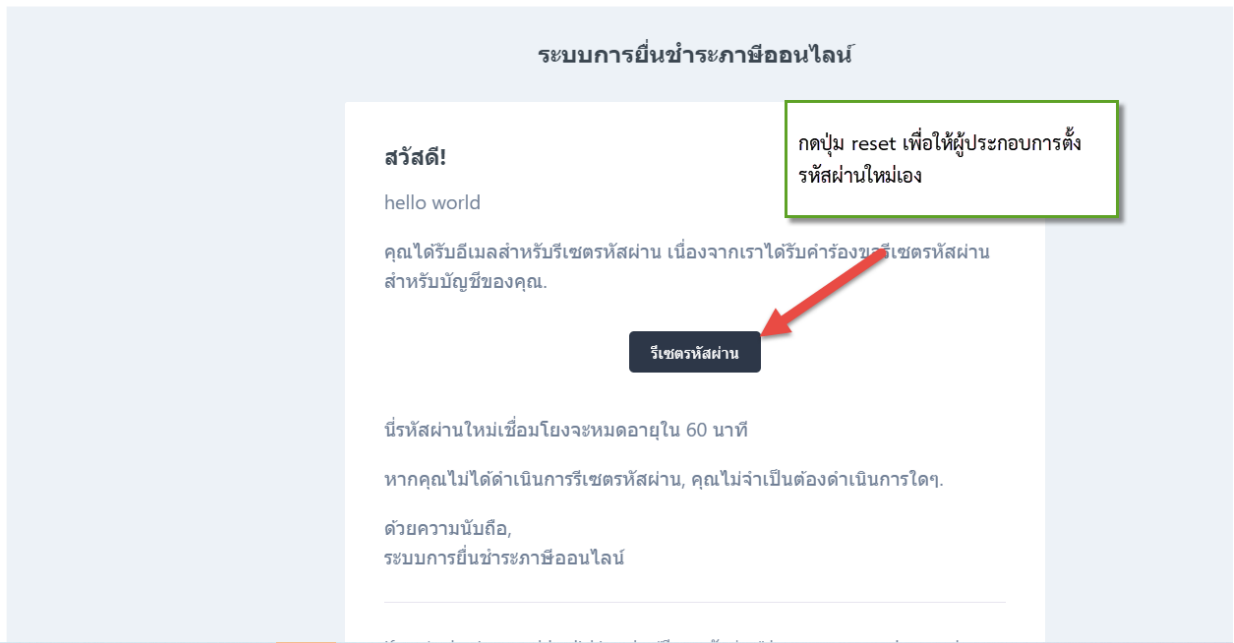 ระบบการยื่นชำระภาษีออนไลน์
กดปุ่ม reset เพื่อให้ผู้ประกอบการตั้ง
รหัสผ่านใหม่เอง
สวัสดี!
hello world
คุณได้รับอีเมลสำหรับรีเซตรหัสผ่าน เนื่องจากเราได้รับคำร้องขอรีเซตรหัสผ่าน
สำหรับบัญชีของคุณ.
รีเซตรหัสผ่าน
นี่รหัสผ่านใหม่เชื่อมโยงจะหมดอายุใน 60 นาที
หากคุณไม่ได้ดำเนินการรีเซตรหัสผ่าน, คุณไม่จำเป็นต้องดำเนินการใดๆ.
ด้วยความนับถือ,
ระบบการยื่นชำระภาษีออนไลน์